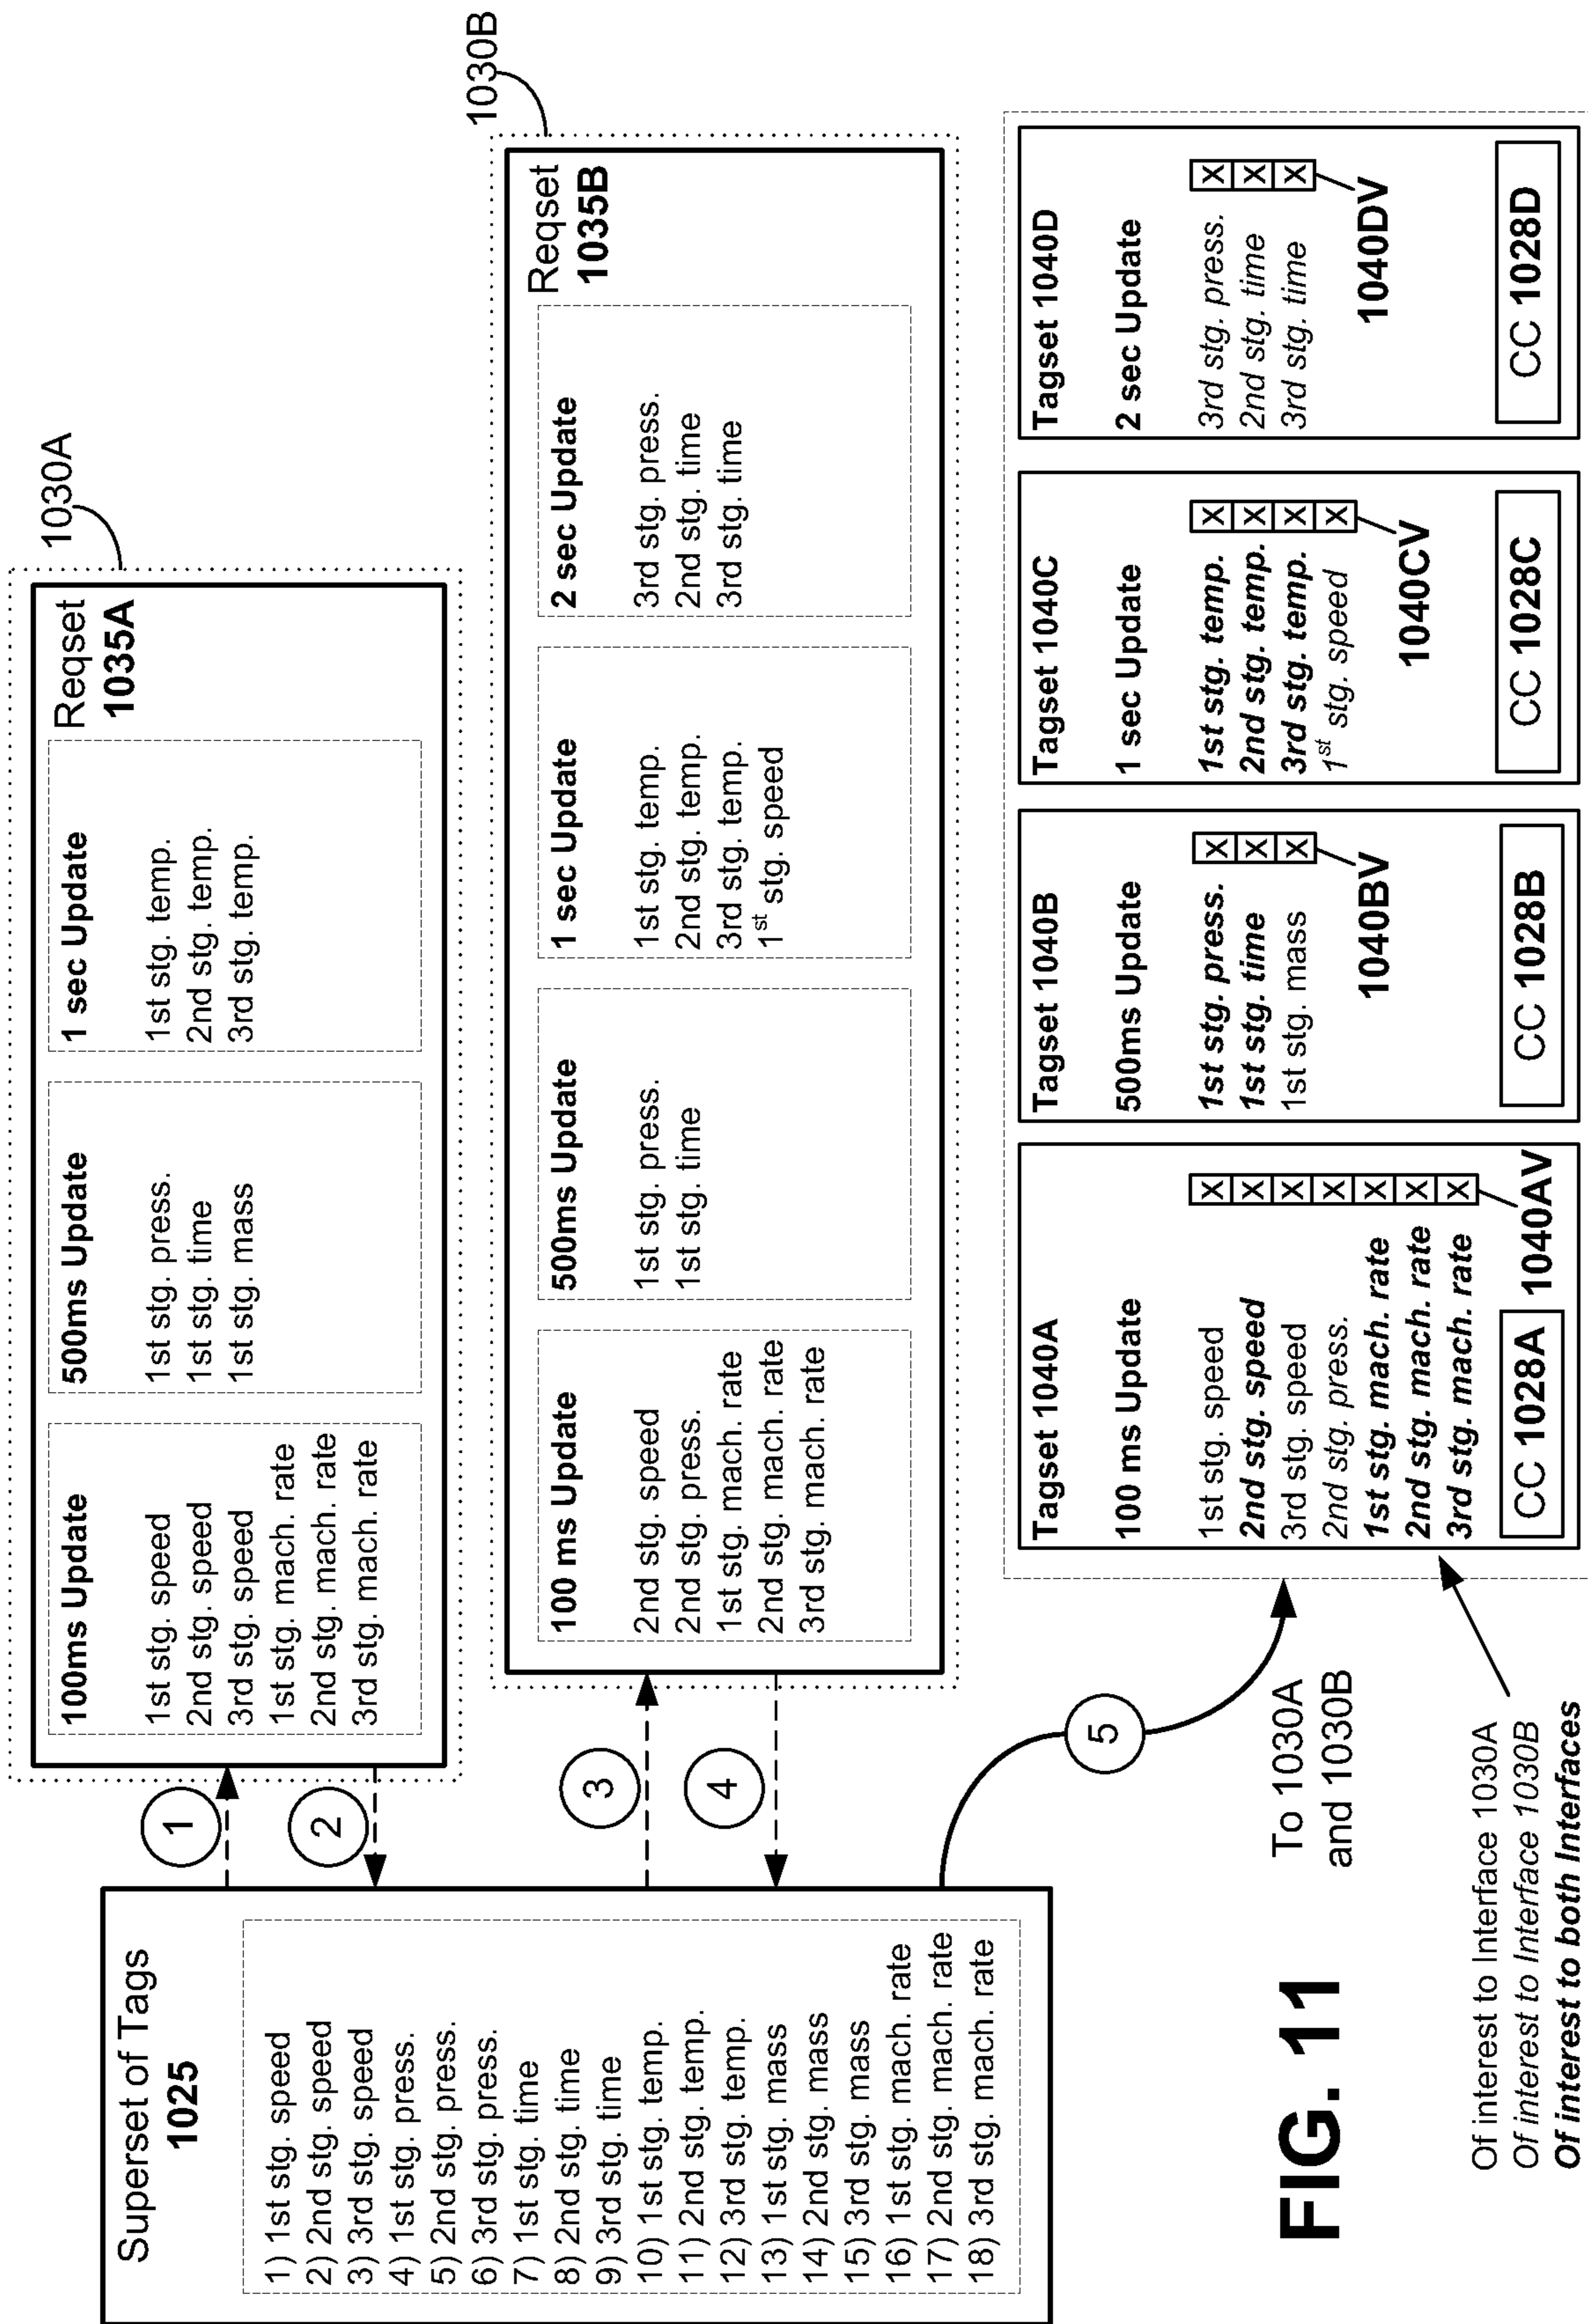 Superset of Tags
1025
1) 1st stg. speed
2) 2nd stg. speed
3) 3rd stg. speed
4) 1st stg. press.
5) 2nd stg. press.
6) 3rd stg. press.
7) 1st stg. time
8) 2nd stg. time
9) 3rd stg. time
10) 1st stg. temp.
11) 2nd stg. temp.
12) 3rd stg. temp.
13) 1st stg. mass
14) 2nd stg. mass
15) 3rd stg. mass
16) 1st stg. mach. rate
17) 2nd stg. mach. rate
18) 3rd stg. mach. rate
1
2
3
4
5
1030A
Reqset
1035A
100ms Update
1st stg. speed
2nd stg. speed
3rd stg. speed
1st stg. mach. rate
2nd stg. mach. rate
3rd stg. mach. rate
500ms Update
1st stg. press.
1st stg. time
1st stg. mass
1 sec Update
1st stg. temp.
2nd stg. temp.
3rd stg. temp.
1030B
Reqset
1035B
100 ms Update
2nd stg. speed
2nd stg. press.
1st stg. mach. rate
2nd stg. mach. rate
3rd stg. mach. rate
500ms Update
1st stg. press.
1st stg. time
1 sec Update
1st stg. temp.
2nd stg. temp.
3rd stg. temp.
1st stg. speed
2 sec Update
3rd stg. press.
2nd stg. time
3rd stg. time
To 1030A
and 1030B
Tagset 1040A
100 ms Update
1st stg. speed X
2nd stg. speed X
3rd stg. speed X
2nd stg. press. X
1st stg. mach. rate X
2nd stg. mach. rate X
3rd stg. mach. rate X
CC 1028A
1040AV
Tagset 1040B
500ms Update
1st stg. press. X
1st stg. time X
1st stg. mass X
1040BV
CC 1028B
Tagset 1040C
1 sec Update
1st stg. temp. X
2nd stg. temp. X
3rd stg. temp. X
1st stg. speed X
1040CV
CC 1028C
Tagset 1040D
2 sec Update
3rd stg. press. X
2nd stg. time X
3rd stg. time X
1040DV
CC 1028D
FIG. 11
Of interest to Interface 1030A
Of interest to Interface 1030B
Of interest to both Interfaces